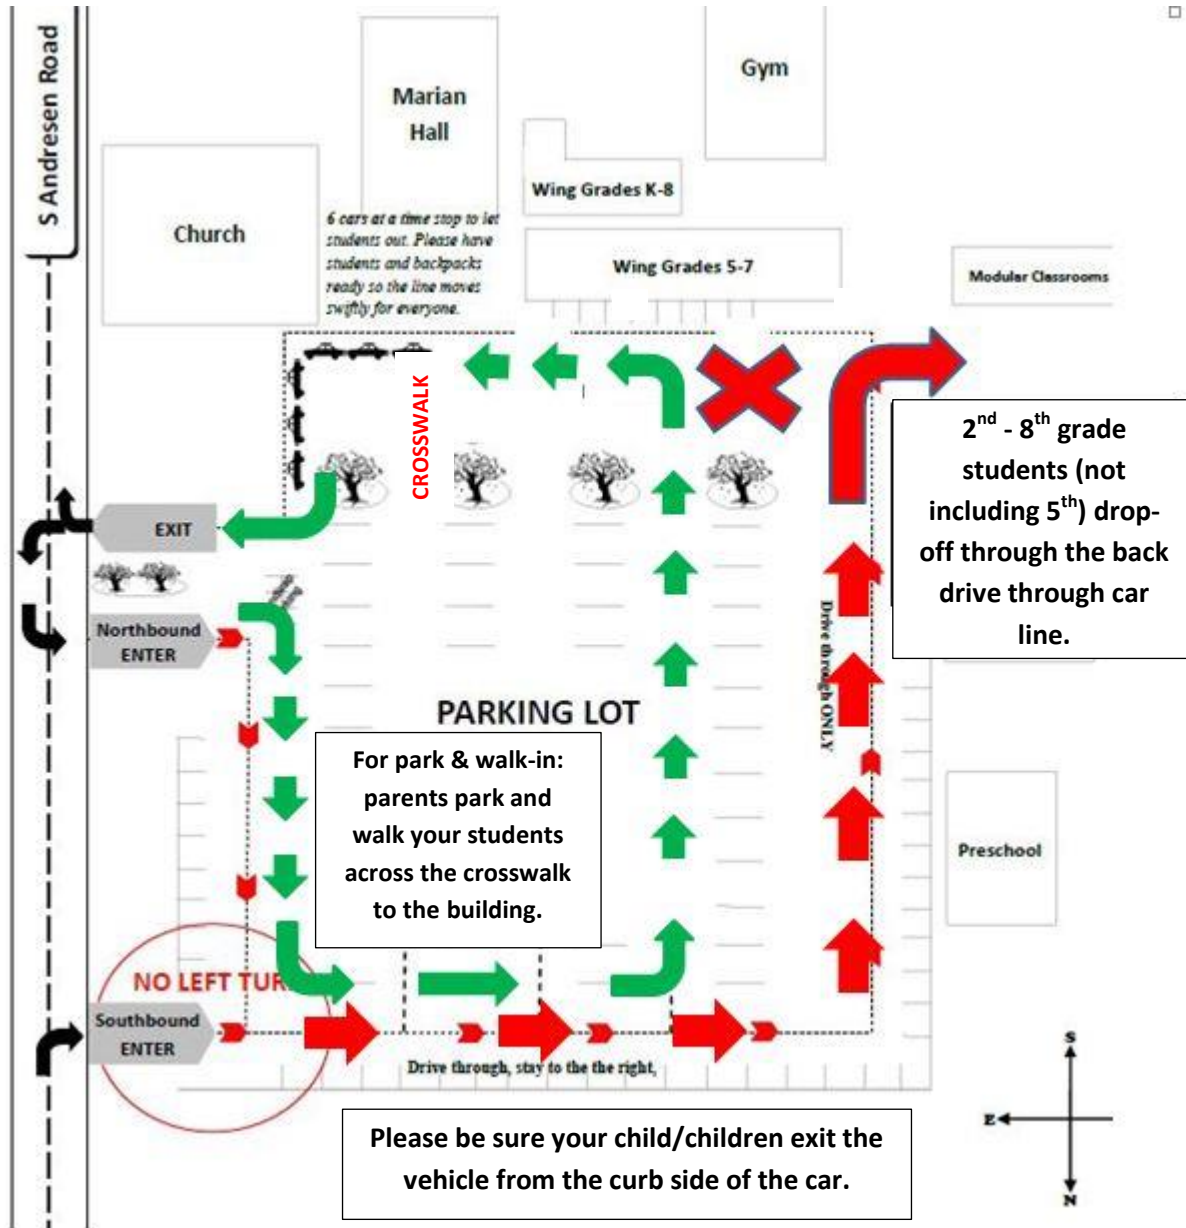 S Andresen Road
Marian
Hall
Gym
Church
Wing Grades K-8
6 cars at a time stop to let
students out. Please have
students and backpacks
ready so the line moves
swiftly for everyone.
Wing Grades 5-7
Modular Classrooms
CROSSWALK
2nd - 8th grade
students (not
including 5th) drop-
off through the back
drive through car
line.
EXIT
Northbound
ENTER
Drive through ONLY
PARKING LOT
For park & walk-in:
parents park and
walk your students
across the crosswalk
to the building.
Preschool
NO LEFT TUR
Southbound
ENTER
Drive through, stay to the the right,
S
E
N
Please be sure your child/children exit the
vehicle from the curb side of the car.